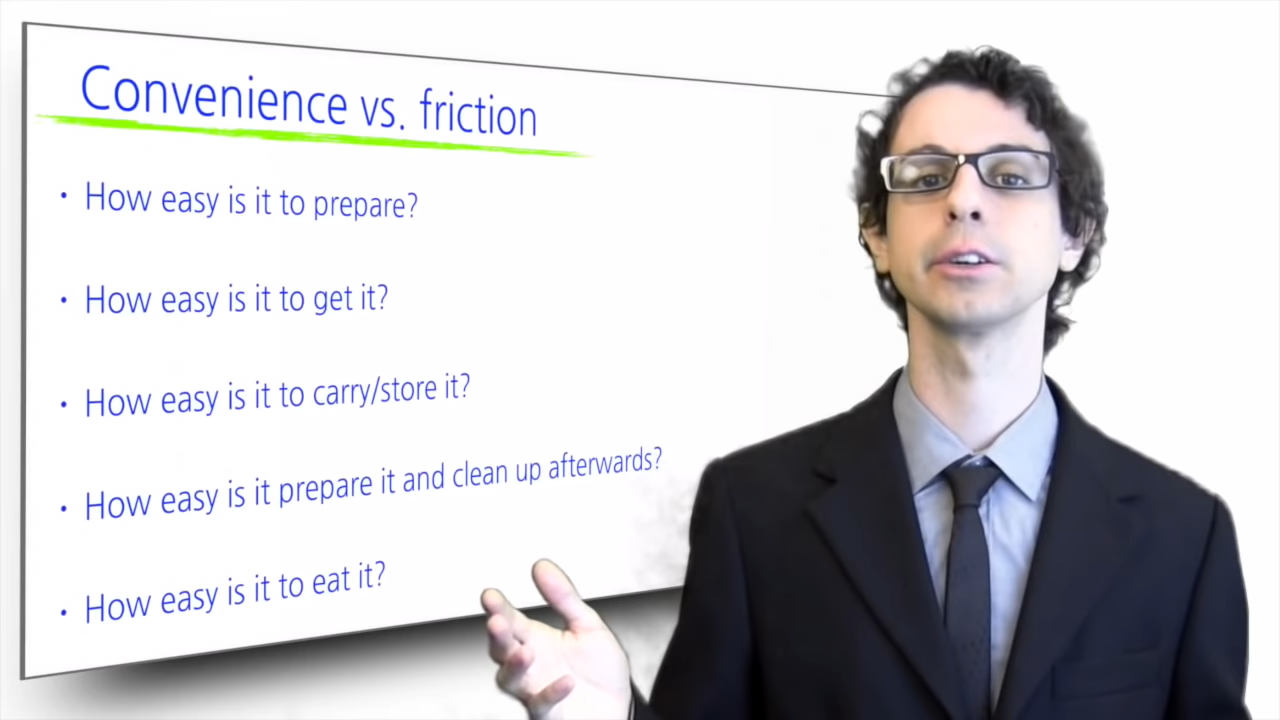 Convenience vs. friction
• How easy is it to prepare?
• How easy is it to get it?
• How easy is it to carry/store it?
• How easy is it prepare it and clean up afterwards?
• How easy is it to eat it?